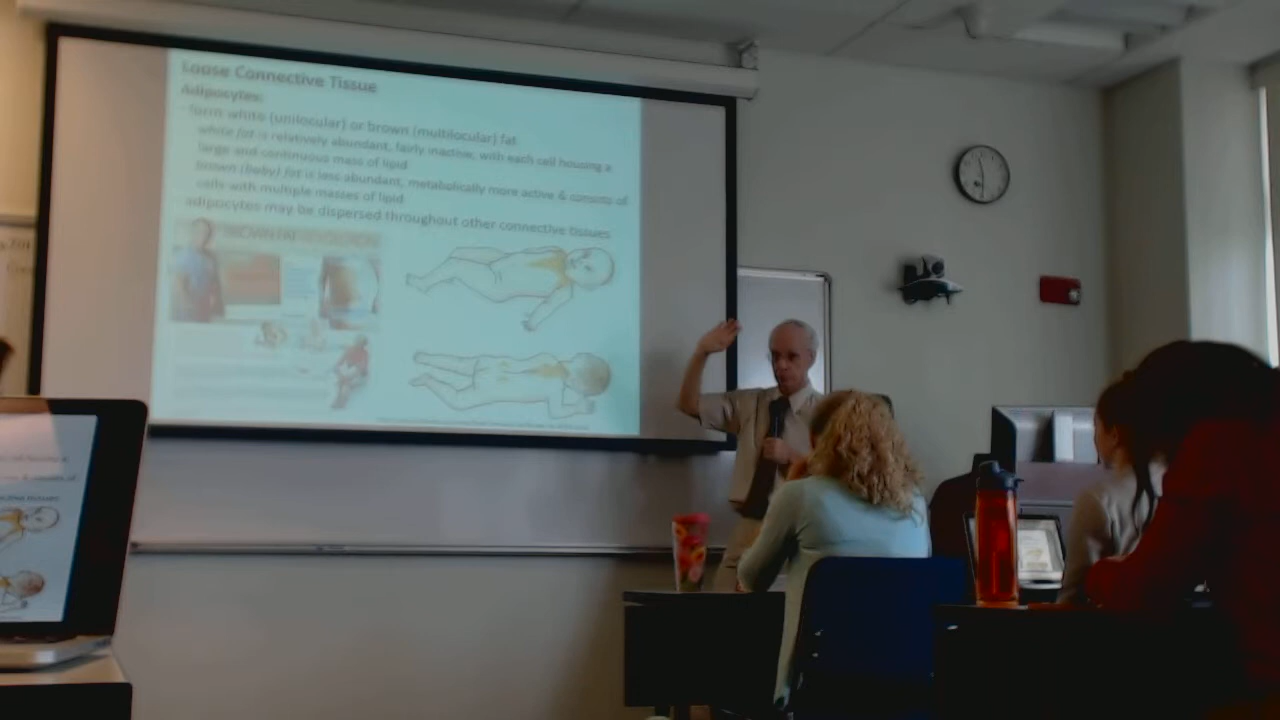 Loose Connective Tissue
Adipocytes:
form white (unilocular) or brown (multilocular) fat
white fat is relatively abundant, fairly inactive, with each cell housing a
large and continuous mass of lipid
brown (baby) fat is less abundant, metabolically more active & consists of
cells with multiple masses of lipid
adipocytes may be dispersed throughout other connective tissues